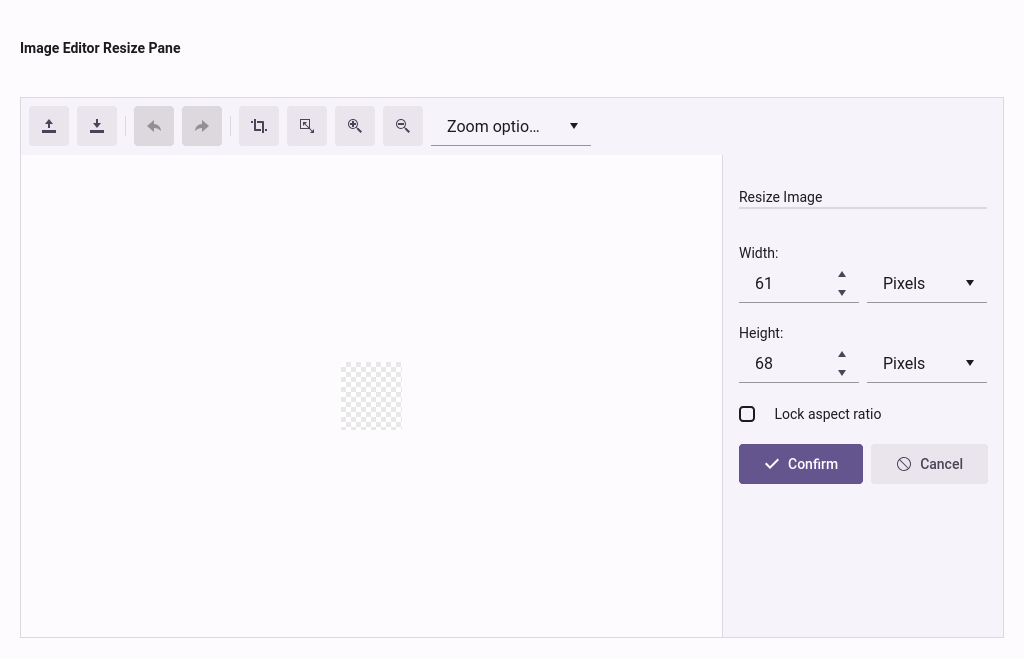 Image Editor Resize Pane
Zoom optio...
Resize Image
Width:
61 Pixels
Height:
68 Pixels
Lock aspect ratio
Confirm Cancel